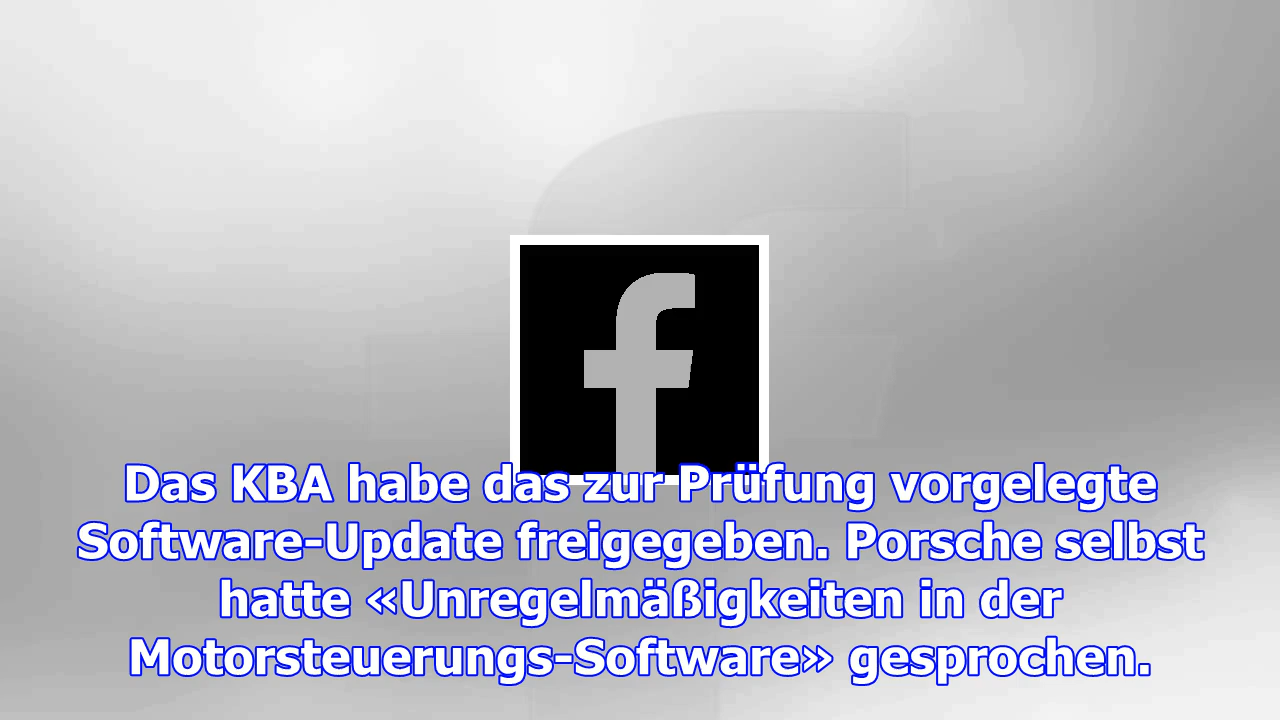 Das KBA habe das zur Prüfung vorgelegte
Software-Update freigegeben. Porsche selbst
hatte «Unregelmäßigkeiten in der
Motorsteuerungs-Software» gesprochen.